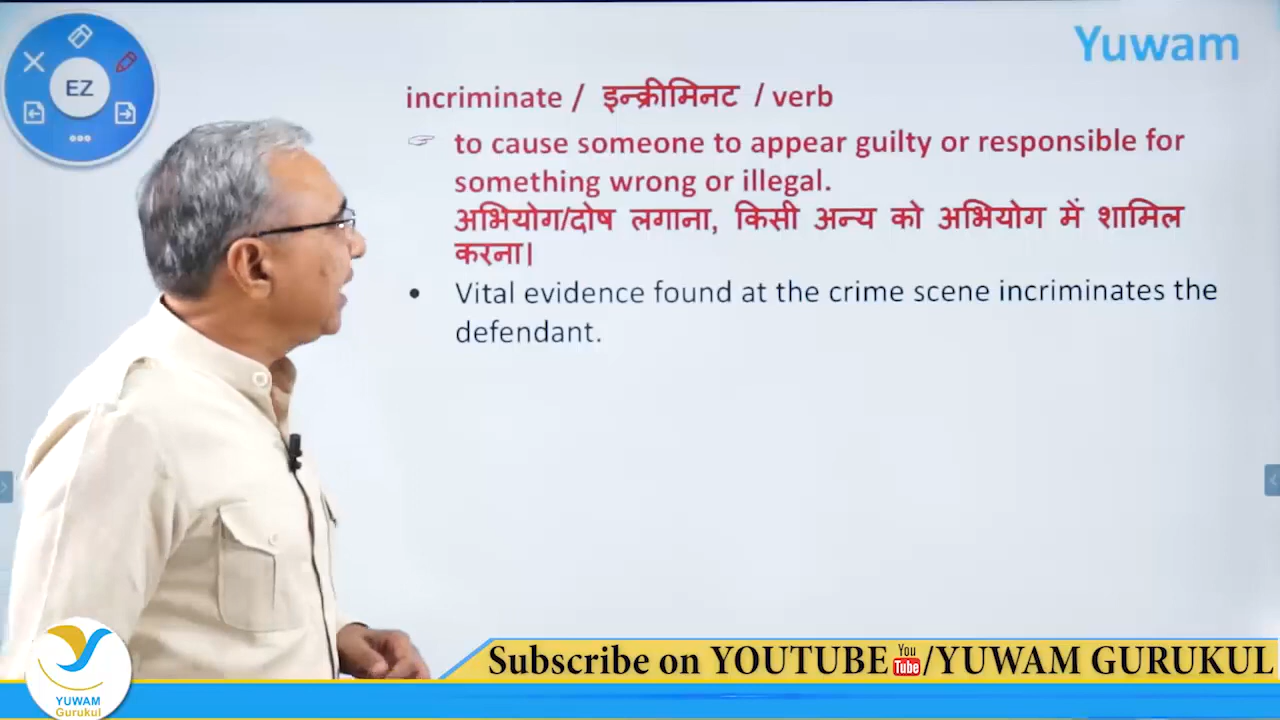 Yuwam
EZ
incriminate / इन्क्रीमिनट / verb
to cause someone to appear guilty or responsible for
something wrong or illegal.
अभियोग/दोष लगाना, किसी अन्य को अभियोग में शामिल
करना।
• Vital evidence found at the crime scene incriminates the
defendant.
Subscribe on YOUTUBE You Tube/YUWAM GURUKUL
YUWAM
Gurukul